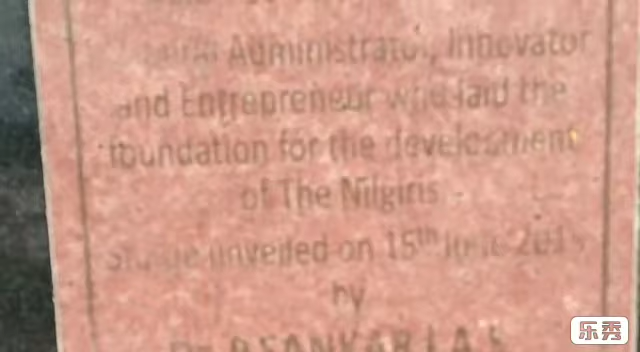 Administrator, Innovator
and Entrepreneur who laid the
foundation for the development
of The Nilgiris
unveiled on 15th June
by
乐秀